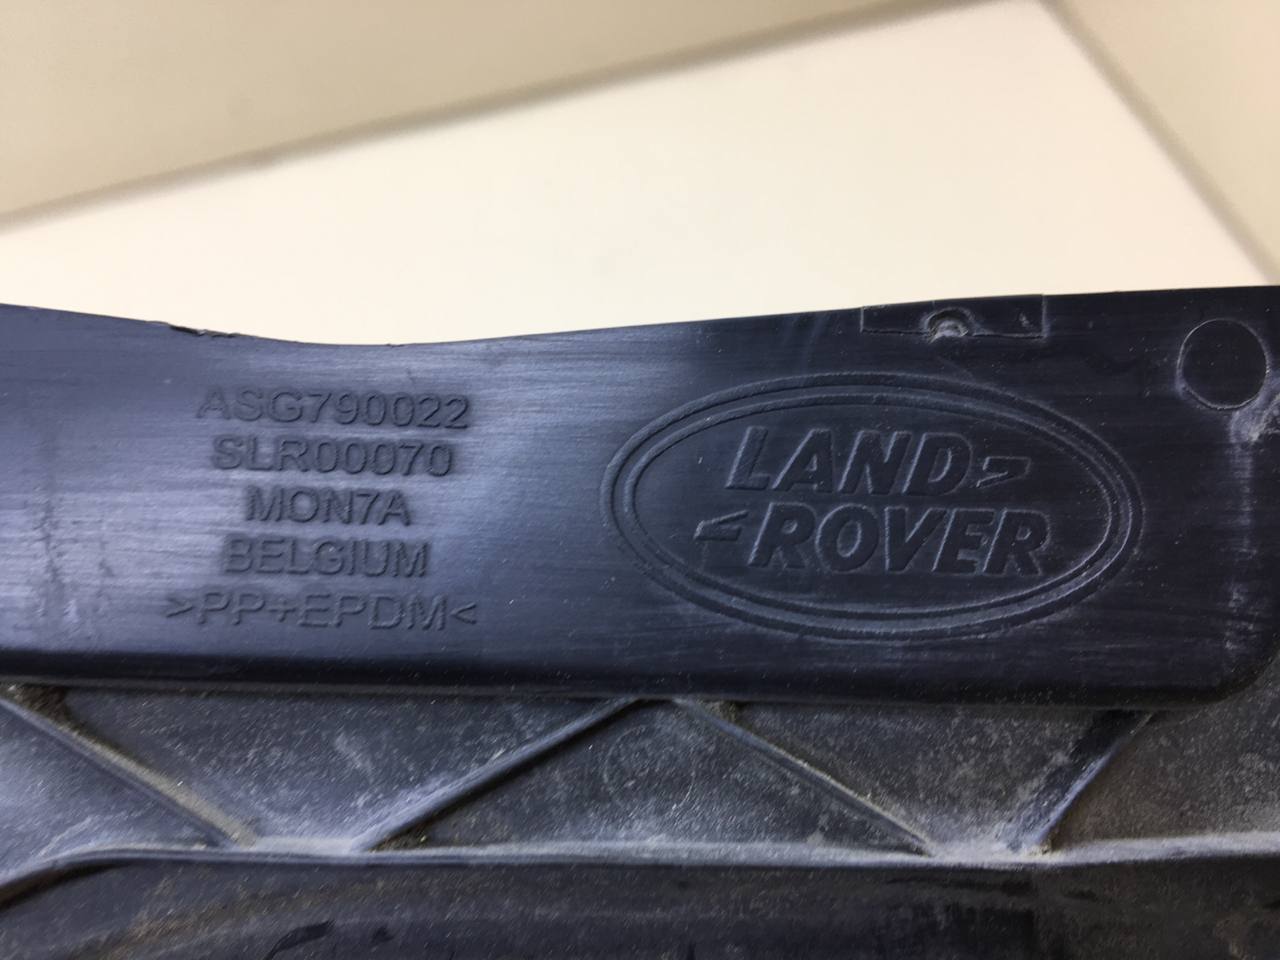 ASG790022
SLR00070
MON7A
BELGIUM
>PP+EPDM<
LAND
ROVER